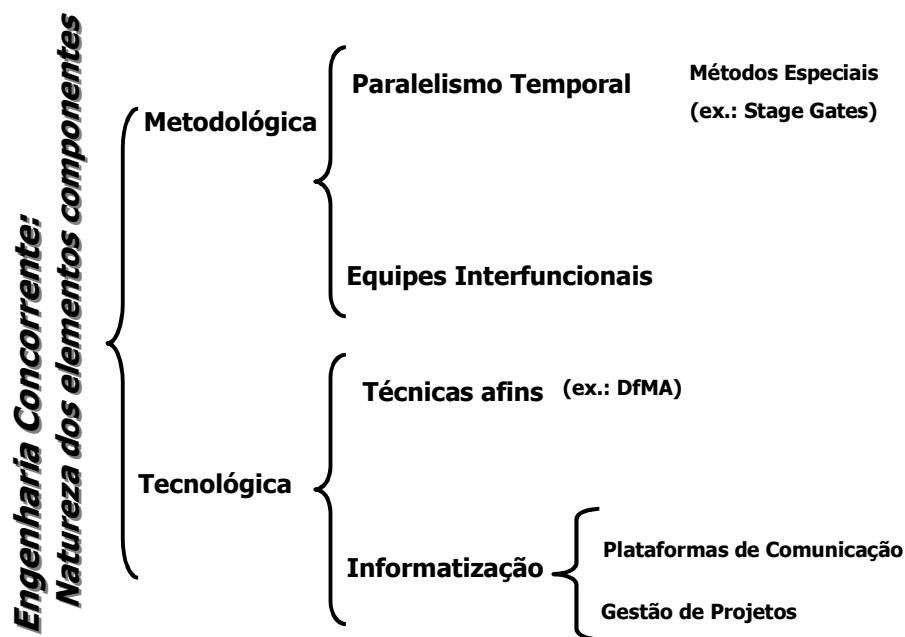 Engenharia Concorrente:
Natureza dos elementos componentes
Metodológica
Paralelismo Temporal
Métodos Especiais
(ex.: Stage Gates)
Equipes Interfuncionais
Tecnológica
Técnicas afins
(ex.: DfMA)
Informatização
Plataformas de Comunicação
Gestão de Projetos